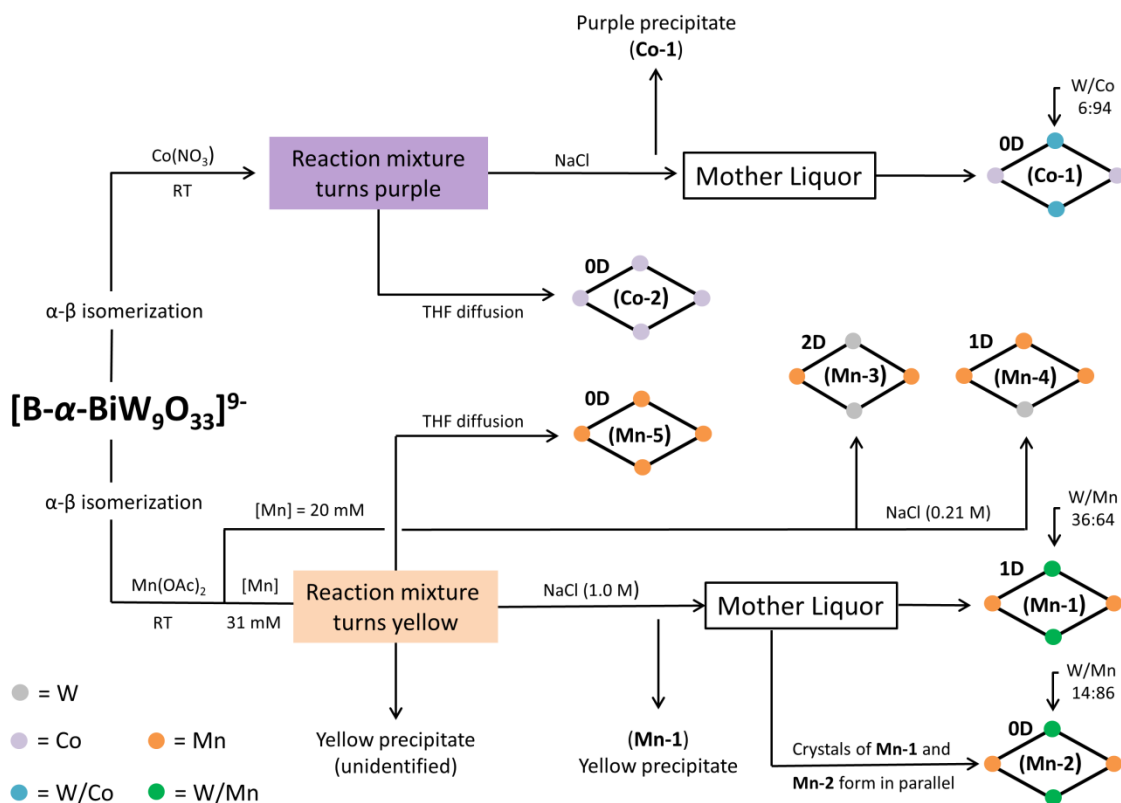 Purple precipitate
(Co-1)
W/Co
6:94
Co(NO₃)
RT
Reaction mixture
turns purple
NaCl
Mother Liquor
0D
(Co-1)
α-β isomerization
0D
(Co-2)
THF diffusion
2D
(Mn-3)
1D
(Mn-4)
[B-α-BiW₉O₃₃]⁹⁻
THF diffusion
0D
(Mn-5)
α-β isomerization
[Mn] = 20 mM
NaCl (0.21 M)
W/Mn
36:64
Mn(OAc)₂
RT
[Mn]
31 mM
Reaction mixture
turns yellow
NaCl (1.0 M)
Mother Liquor
1D
(Mn-1)
W/Mn
14:86
= W
= Co
= Mn
= W/Co
= W/Mn
Yellow precipitate
(unidentified)
(Mn-1)
Yellow precipitate
Crystals of Mn-1 and
Mn-2 form in parallel
0D
(Mn-2)